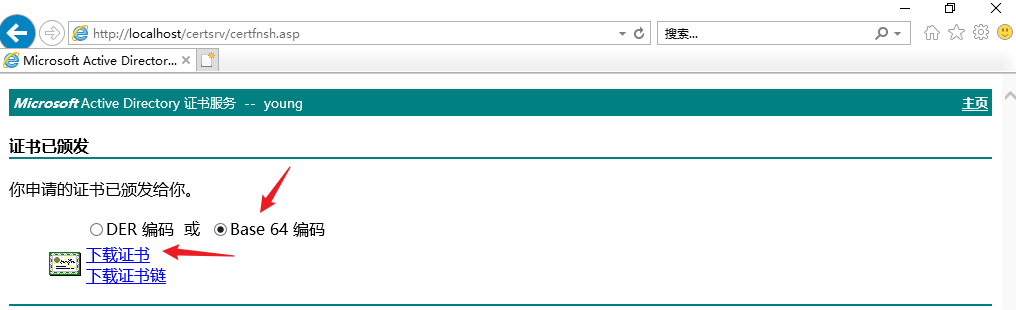 http://localhost/certsrv/certfnsh.asp
搜索...
Microsoft Active Director...
Microsoft Active Directory 证书服务 -- young
主页
证书已颁发
你申请的证书已颁发给你。
DER 编码 或 Base 64 编码
下载证书
下载证书链